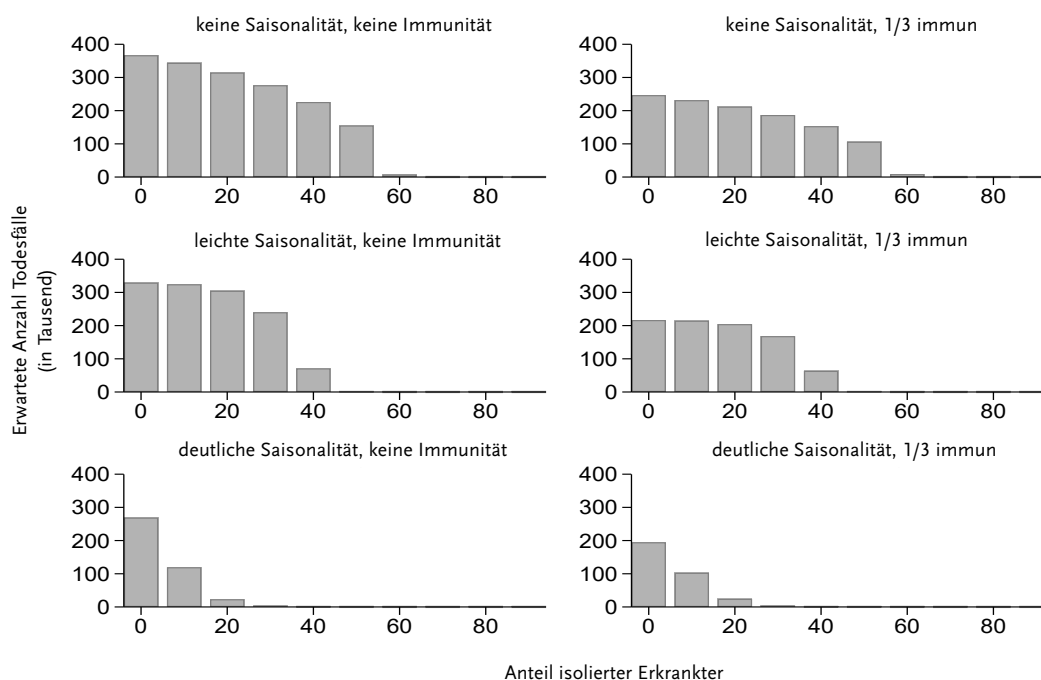 keine Saisonalität, keine Immunität
400
300
200
100
0
0 20 40 60 80
keine Saisonalität, 1/3 immun
400
300
200
100
0
0 20 40 60 80
Erwartete Anzahl Todesfälle
(in Tausend)
leichte Saisonalität, keine Immunität
400
300
200
100
0
0 20 40 60 80
leichte Saisonalität, 1/3 immun
400
300
200
100
0
0 20 40 60 80
deutliche Saisonalität, keine Immunität
400
300
200
100
0
0 20 40 60 80
deutliche Saisonalität, 1/3 immun
400
300
200
100
0
0 20 40 60 80
Anteil isolierter Erkrankter